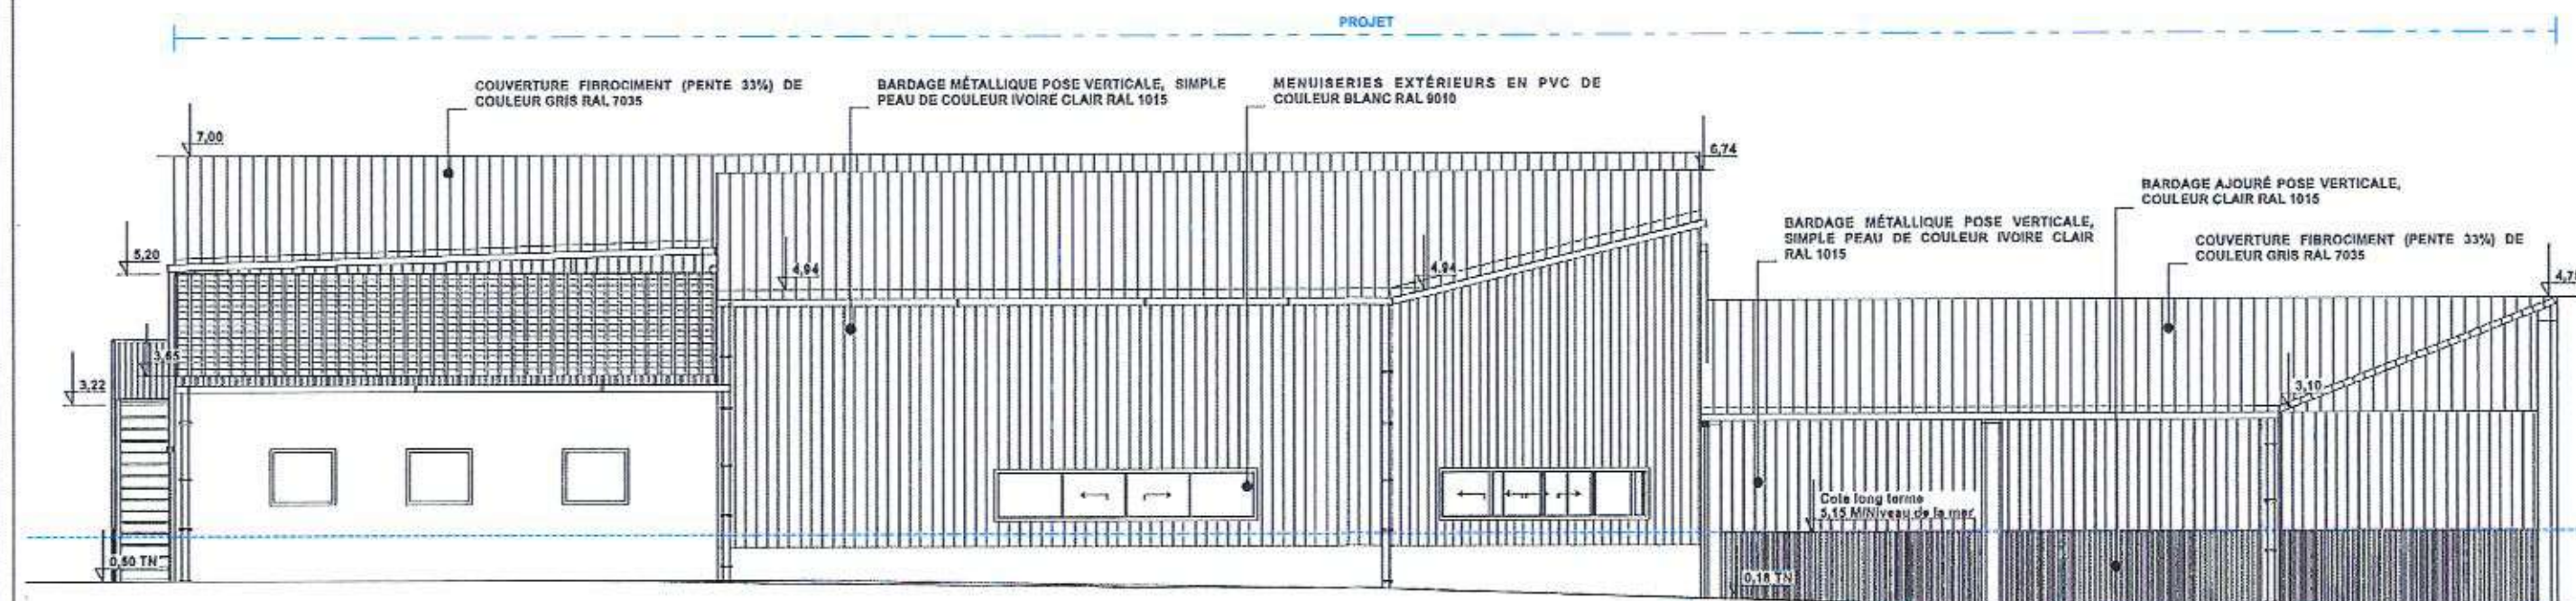 PROJET
COUVERTURE FIBROCIMENT (PENTE 33%) DE
COULEUR GRIS RAL 7035
BARDAGE MÉTALLIQUE POSE VERTICALE, SIMPLE
PEAU DE COULEUR IVOIRE CLAIR RAL 1015
MENUISERIES EXTÉRIEURS EN PVC DE
COULEUR BLANC RAL 9010
7,00
6,74
BARDAGE AJOURÉ POSE VERTICALE,
COULEUR CLAIR RAL 1015
BARDAGE MÉTALLIQUE POSE VERTICALE,
SIMPLE PEAU DE COULEUR IVOIRE CLAIR
RAL 1015
COUVERTURE FIBROCIMENT (PENTE 33%) DE
COULEUR GRIS RAL 7035
5,20
4,94
4,94
3,65
3,22
3,10
Cote long terme
5,15 M/Niveau de la mer
0,50 TN
0,18 TN